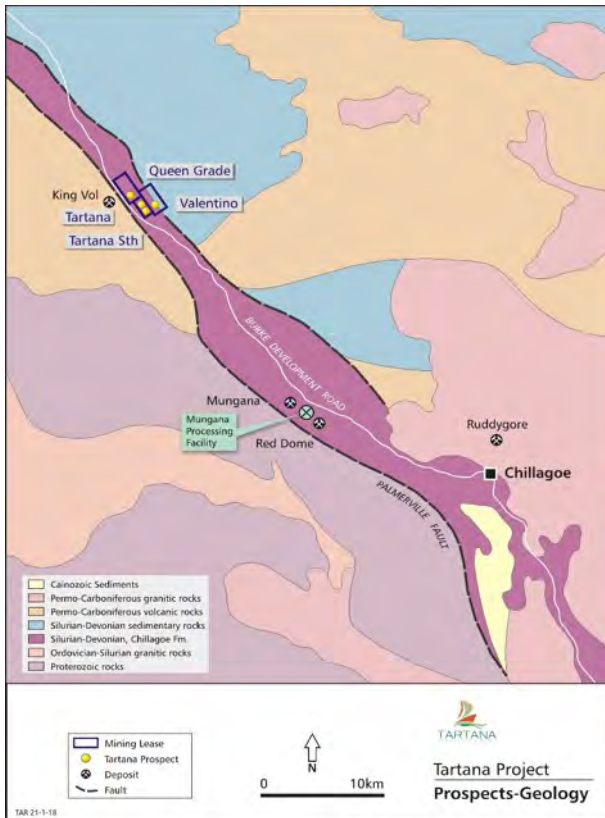 Queen Grade
King Vol
Valentino
Tartana
Tartana Sth
BURKE DEVELOPMENT ROAD
Mungana
Mungana
Processing
Facility
Red Dome
Ruddygore
Chillagoe
PALMERVILLE FAULT
Cainozoic Sediments
Permo-Carboniferous granitic rocks
Permo-Carboniferous volcanic rocks
Silurian-Devonian sedimentary rocks
Silurian-Devonian, Chillagoe Fm.
Ordovician-Silurian granitic rocks
Proterozoic rocks
Mining Lease
Tartana Prospect
Deposit
Fault
N
0 10km
TARTANA
Tartana Project
Prospects-Geology
TAR 21-1-18